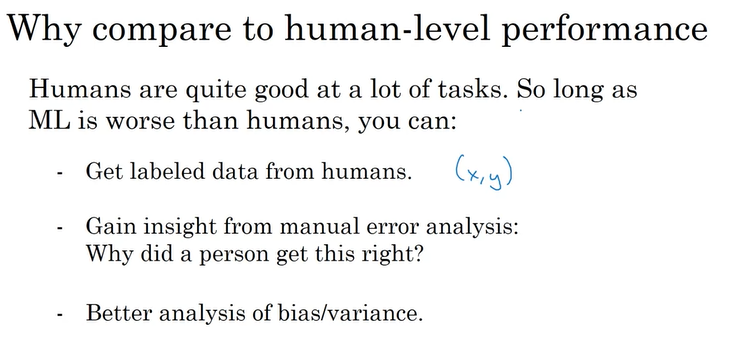 Why compare to human-level performance
Humans are quite good at a lot of tasks. So long as
ML is worse than humans, you can:
- Get labeled data from humans. (x,y)
- Gain insight from manual error analysis:
Why did a person get this right?
- Better analysis of bias/variance.